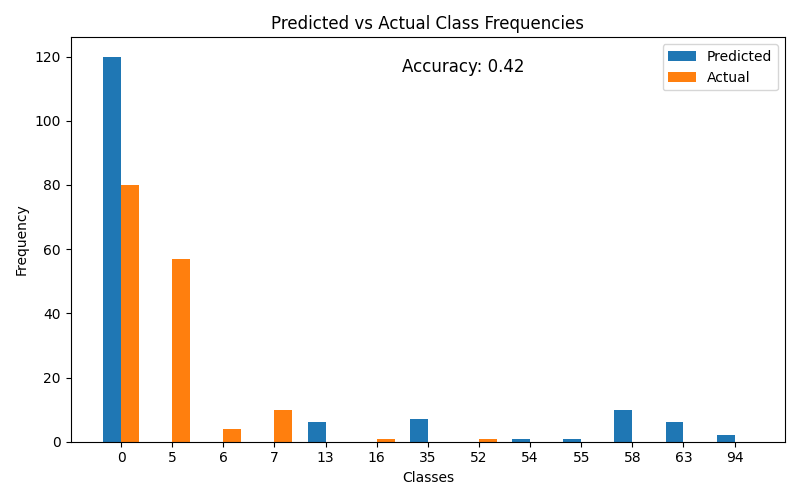 Predicted vs Actual Class Frequencies
Accuracy: 0.42
Predicted
Actual
Frequency
120
100
80
60
40
20
0
0 5 6 7 13 16 35 52 54 55 58 63 94
Classes